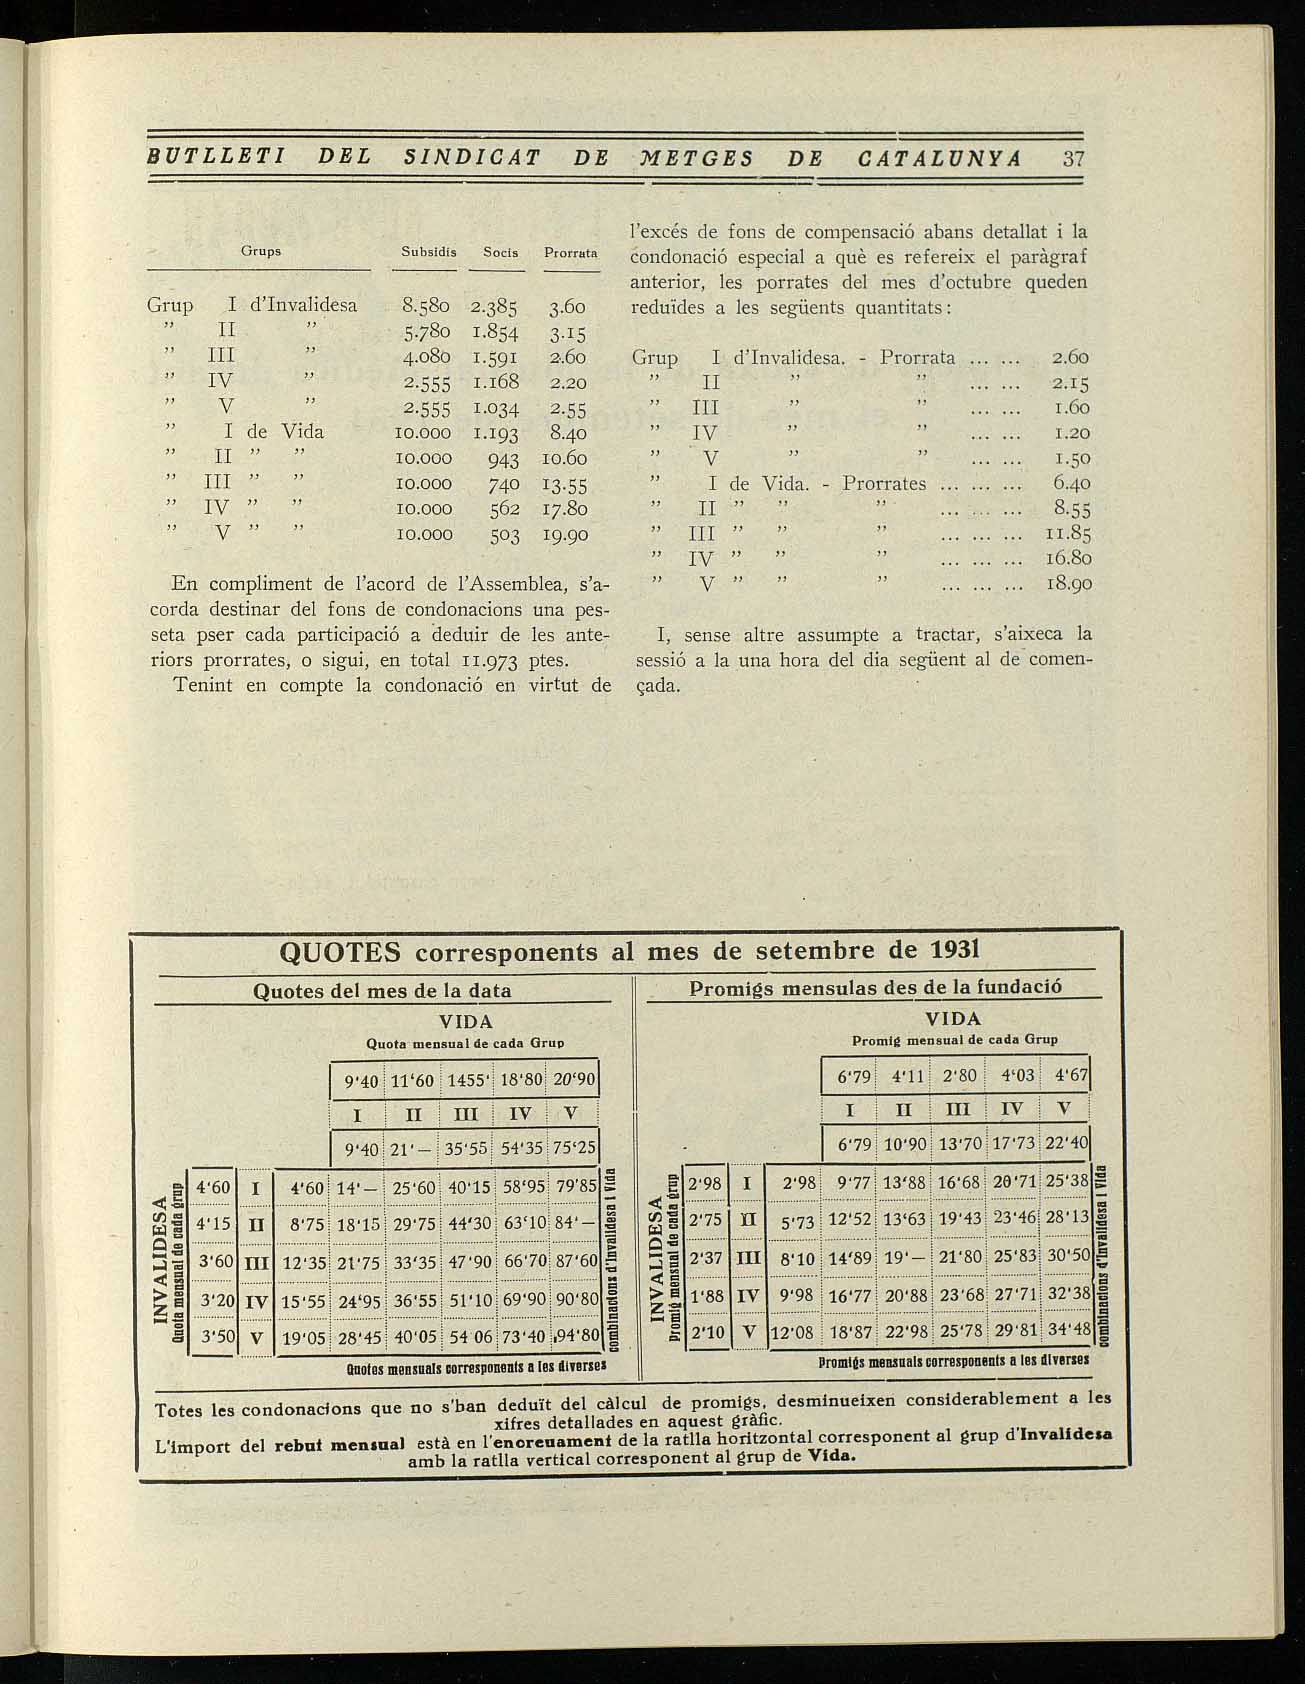 BUTLLETI DEL SINDICAT DE METGES DE CATALUNYA 37
Grups Subsidis Socis Prorrata
Grup I d'Invalidesa 8.580 2.385 3.60
” II ” 5.780 1.854 3.15
” III ” 4.080 1.591 2.60
” IV ” 2.555 1.168 2.20
” V ” 2.555 1.034 2.55
” I de Vida 10.000 1.193 8.40
” II ” ” 10.000 943 10.60
” III ” ” 10.000 740 13.55
” IV ” ” 10.000 562 17.80
” V ” ” 10.000 503 19.90
En compliment de l'acord de l'Assemblea, s'a-
corda destinar del fons de condonacions una pes-
seta pser cada participació a deduir de les ante-
riors prorrates, o sigui, en total 11.973 ptes.
Tenint en compte la condonació en virtut de
l'excés de fons de compensació abans detallat i la
condonació especial a què es refereix el paràgraf
anterior, les porrates del mes d'octubre queden
reduïdes a les següents quantitats:
Grup I d'Invalidesa. - Prorrata ... ... 2.60
” II ” ” ... ... 2.15
” III ” ” ... ... 1.60
” IV ” ” ... ... 1.20
” V ” ” ... ... 1.50
” I de Vida. - Prorrates ... ... ... 6.40
” II ” ” ” ... ... ... 8.55
” III ” ” ” ... ... ... 11.85
” IV ” ” ” ... ... ... 16.80
” V ” ” ” ... ... ... 18.90
I, sense altre assumpte a tractar, s'aixeca la
sessió a la una hora del dia següent al de comen-
çada.
QUOTES corresponents al mes de setembre de 1931
Quotes del mes de la data
VIDA
Quota mensual de cada Grup
9'40 11'60 1455' 18'80 20'90
I II III IV V
9'40 21'— 35'55 54'35 75'25
INVALIDESA
Quota mensual de cada grup
4'60 I 4'60 14'— 25'60 40'15 58'95 79'85
4'15 II 8'75 18'15 29'75 44'30 63'10 84'—
3'60 III 12'35 21'75 33'35 47'90 66'70 87'60
3'20 IV 15'55 24'95 36'55 51'10 69'90 90'80
3'50 V 19'05 28'45 40'05 54 06 73'40 94'80
combinacions d'Invalidesa i Vida
Quotes mensuals corresponents a les diverses
Promigs mensulas des de la fundació
VIDA
Promig mensual de cada Grup
6'79 4'11 2'80 4'03 4'67
I II III IV V
6'79 10'90 13'70 17'73 22'40
INVALIDESA
Promig mensual de cada grup
2'98 I 2'98 9'77 13'88 16'68 20'71 25'38
2'75 II 5'73 12'52 13'63 19'43 23'46 28'13
2'37 III 8'10 14'89 19'— 21'80 25'83 30'50
1'88 IV 9'98 16'77 20'88 23'68 27'71 32'38
2'10 V 12'08 18'87 22'98 25'78 29'81 34'48
combinacions d'Invalidesa i Vida
Promigs mensuals corresponents a les diverses
Totes les condonacions que no s'han deduït del càlcul de promigs, desminueixen considerablement a les
xifres detallades en aquest gràfic.
L'import del rebut mensual està en l'encreuament de la ratlla horitzontal corresponent al grup d'Invalidesa
amb la ratlla vertical corresponent al grup de Vida.